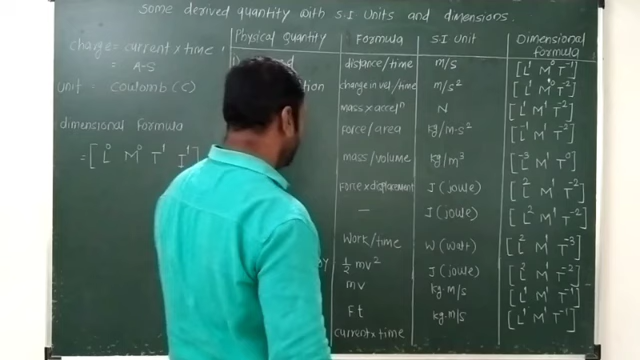 Some derived quantity with S.I Units and dimensions.
charge = current x time
= A-S
unit = coulomb (C)
dimensional formula
= [L⁰ M⁰ T¹ I¹]
Physical Quantity | Formula | S.I Unit | Dimensional formula
distance/time | m/s | [L¹ M⁰ T⁻¹]
change in vel/time | m/s² | [L¹ M⁰ T⁻²]
Mass x accelⁿ | N | [L¹ M¹ T⁻²]
Force/area | kg/m-s² | [L⁻¹ M¹ T⁻²]
mass/volume | kg/m³ | [L⁻³ M¹ T⁰]
Force x displacement | J (joule) | [L² M¹ T⁻²]
— | J (joule) | [L² M¹ T⁻²]
Work/time | W (Watt) | [L² M¹ T⁻³]
½ mv² | J (joule) | [L² M¹ T⁻²]
mv | kg.m/s | [L¹ M¹ T⁻¹]
Ft | kg.m/s | [L¹ M¹ T⁻¹]
current x time